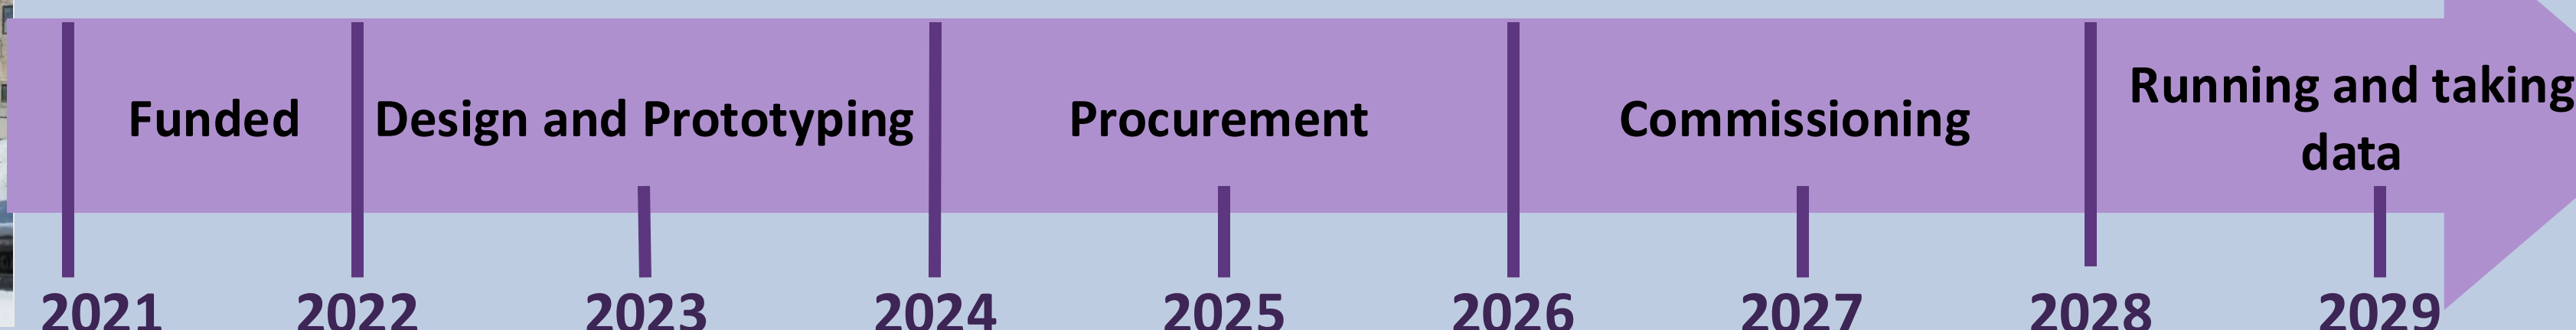 Funded
Design and Prototyping
Procurement
Commissioning
Running and taking
data
2021
2022
2023
2024
2025
2026
2027
2028
2029